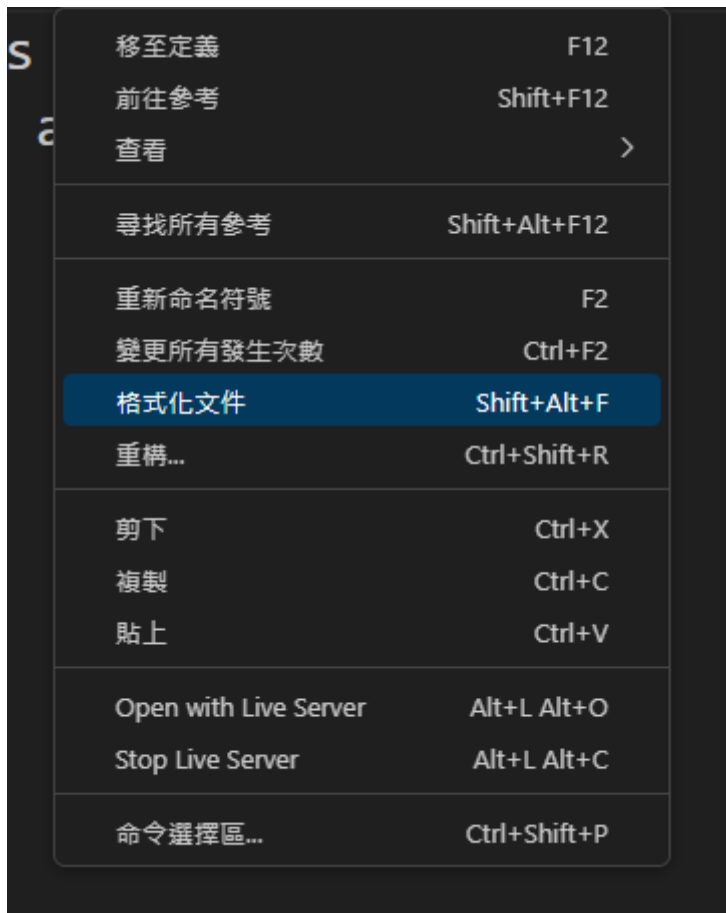 s
a
移至定義 F12
前往參考 Shift+F12
查看
尋找所有參考 Shift+Alt+F12
重新命名符號 F2
變更所有發生次數 Ctrl+F2
格式化文件 Shift+Alt+F
重構... Ctrl+Shift+R
剪下 Ctrl+X
複製 Ctrl+C
貼上 Ctrl+V
Open with Live Server Alt+L Alt+O
Stop Live Server Alt+L Alt+C
命令選擇區... Ctrl+Shift+P